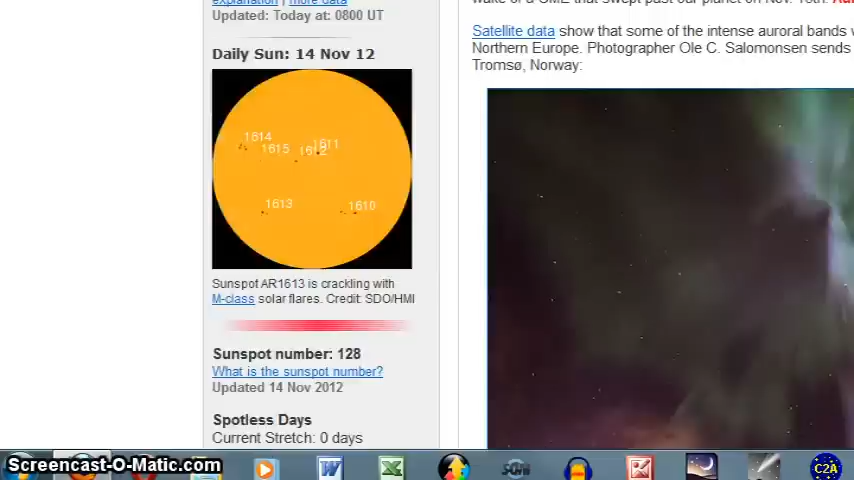 explanation | more data
Updated: Today at: 0800 UT
Daily Sun: 14 Nov 12
1614
1615
1612
1611
1613
1610
Sunspot AR1613 is crackling with
M-class solar flares. Credit: SDO/HMI
Sunspot number: 128
What is the sunspot number?
Updated 14 Nov 2012
Spotless Days
Current Stretch: 0 days
wake of a CME that swept past our planet on Nov.
Satellite data show that some of the intense auroral bands
Northern Europe. Photographer Ole C. Salomonsen sends
Tromsø, Norway:
Screencast-O-Matic.com
C2A